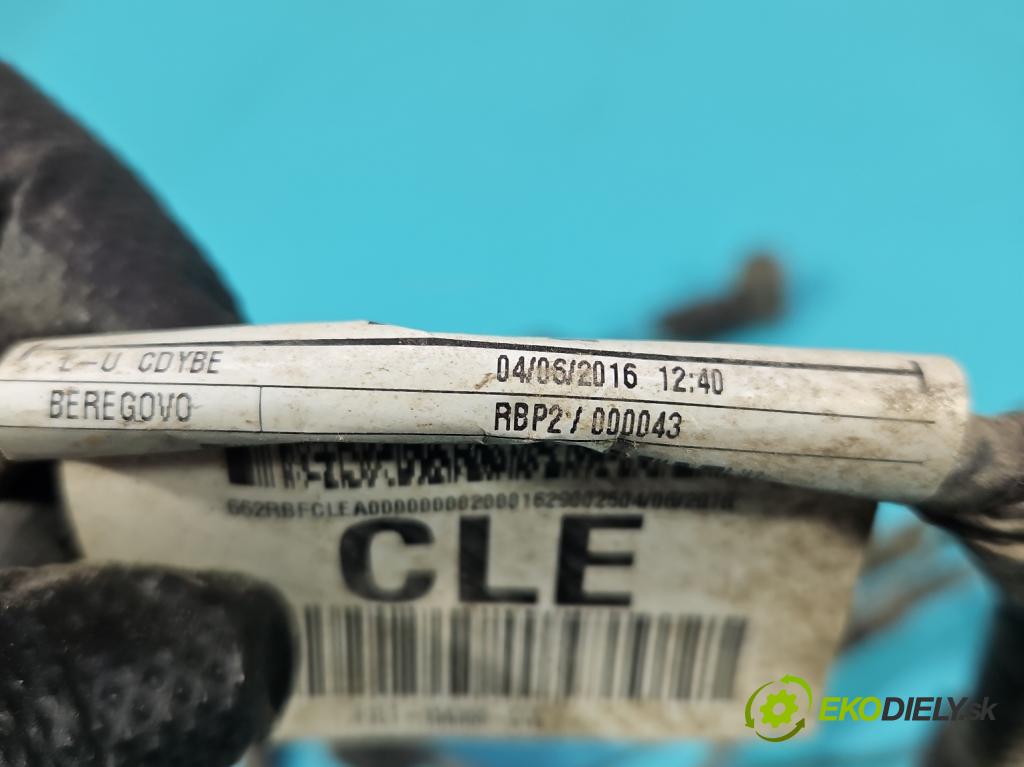 CDYBE 04/06/2016 12:40
BEREGOVO RBP2 / 000043
CLE
EKODIELY.sk